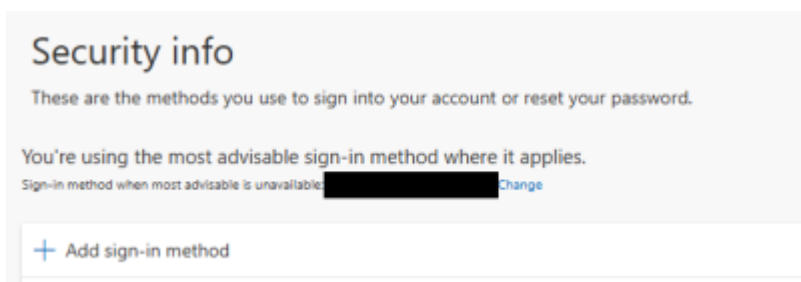 Security info
These are the methods you use to sign into your account or reset your password.
You're using the most advisable sign-in method where it applies.
Sign-in method when most advisable is unavailable: Change
+ Add sign-in method